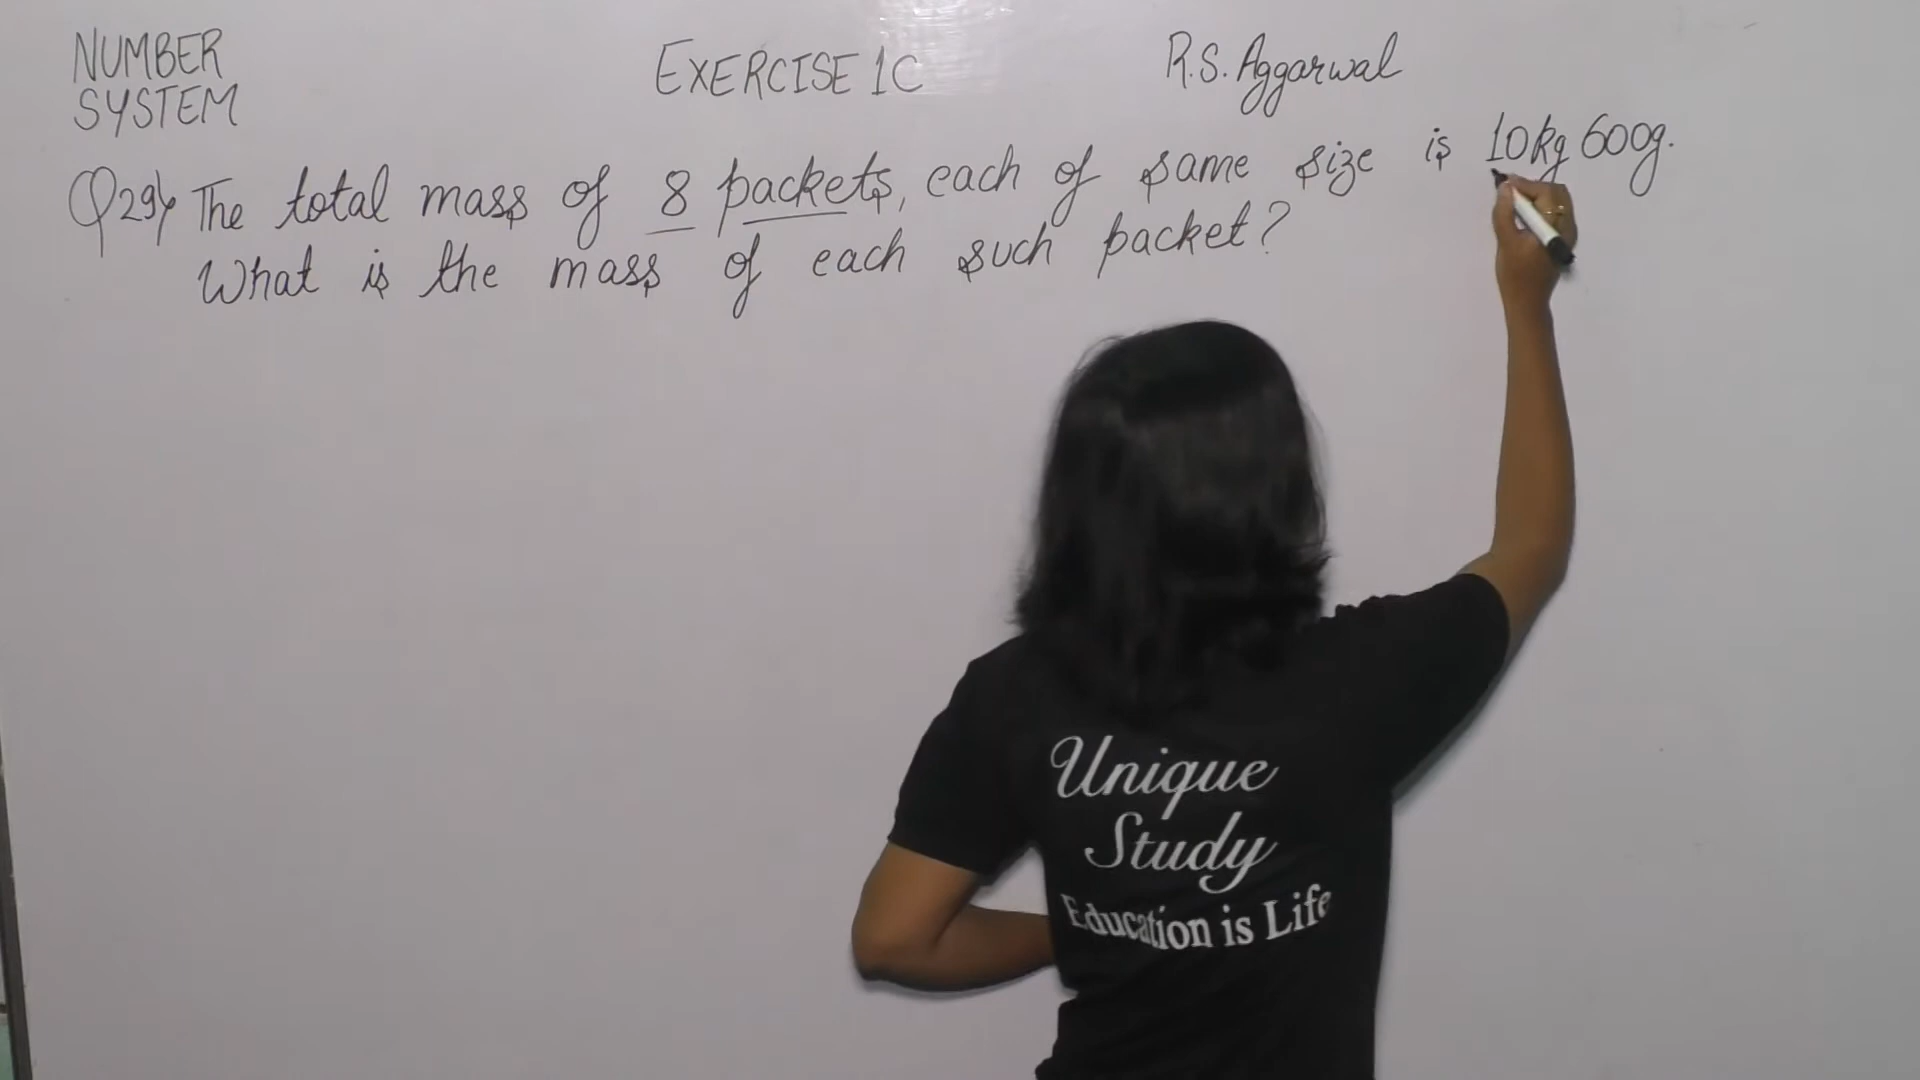 NUMBER
SYSTEM
EXERCISE 1C
R.S. Aggarwal
Q29) The total mass of 8 packets, each of same size is 10kg 600g.
What is the mass of each such packet?
Unique
Study
Education is Life